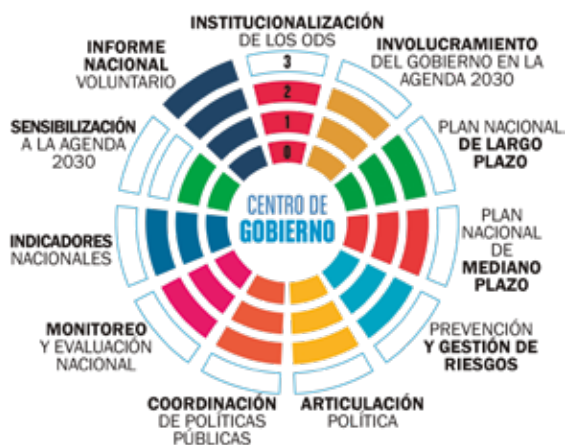 INSTITUCIONALIZACIÓN
DE LOS ODS
INVOLUCRAMIENTO
DEL GOBIERNO EN LA
AGENDA 2030
PLAN NACIONAL
DE LARGO
PLAZO
PLAN
NACIONAL
DE
MEDIANO
PLAZO
PREVENCIÓN
Y GESTIÓN DE
RIESGOS
ARTICULACIÓN
POLÍTICA
COORDINACIÓN
DE POLÍTICAS
PÚBLICAS
MONITOREO
Y EVALUACIÓN
NACIONAL
INDICADORES
NACIONALES
SENSIBILIZACIÓN
A LA AGENDA
2030
INFORME
NACIONAL
VOLUNTARIO
3
2
1
0
CENTRO DE
GOBIERNO